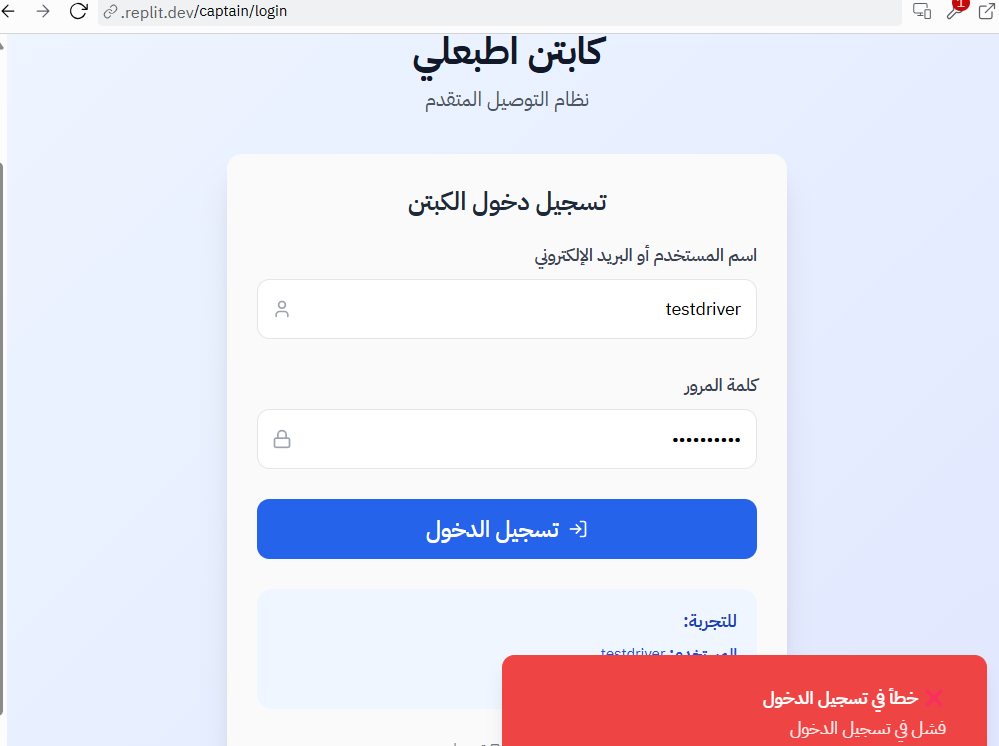 .replit.dev/captain/login
1
كابتن اطبعلي
نظام التوصيل المتقدم
تسجيل دخول الكبتن
اسم المستخدم أو البريد الإلكتروني
testdriver
كلمة المرور
••••••••••
تسجيل الدخول
للتجربة:
المستخدم: testdriver
❌ خطأ في تسجيل الدخول
فشل في تسجيل الدخول